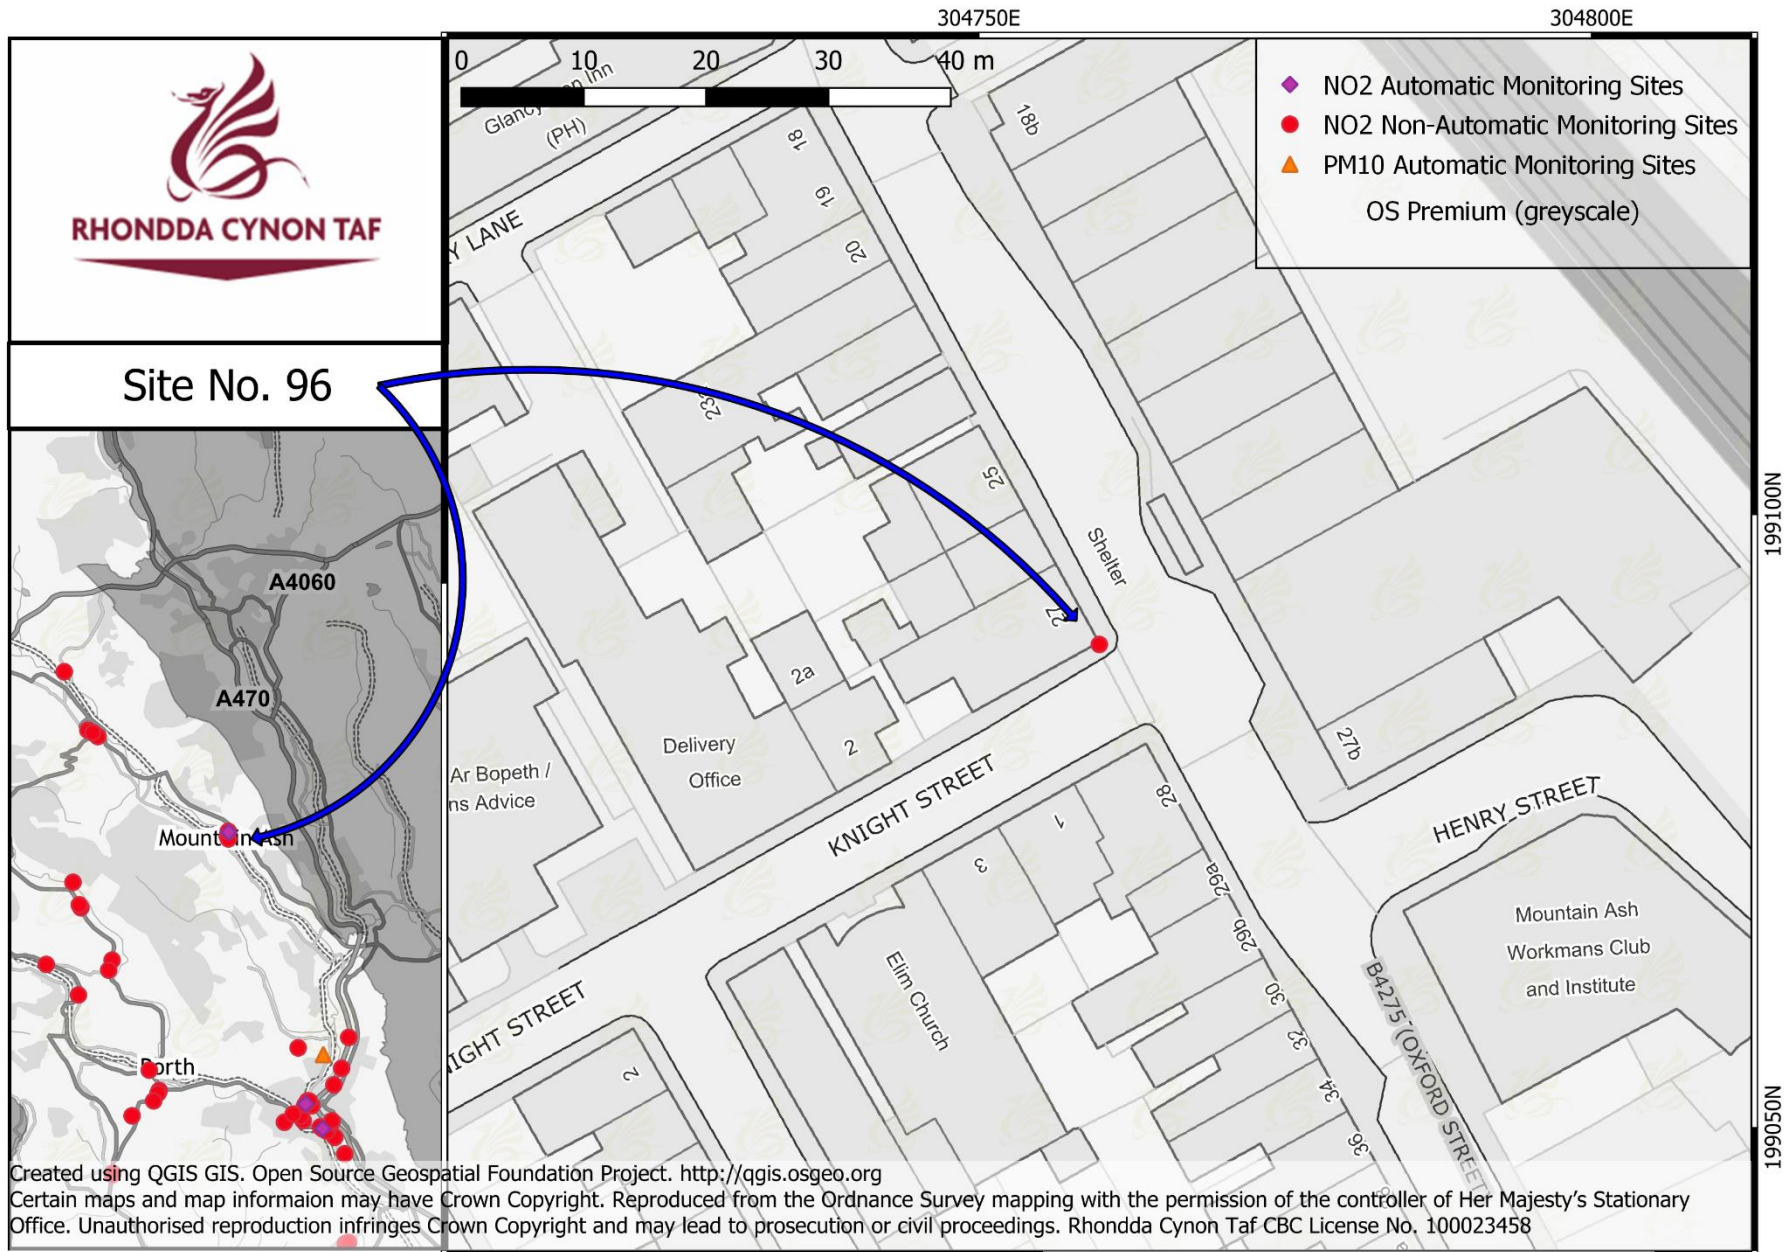 304750E
304800E
RHONDDA CYNON TAF
Site No. 96
0 10 20 30 40 m
NO2 Automatic Monitoring Sites
NO2 Non-Automatic Monitoring Sites
PM10 Automatic Monitoring Sites
OS Premium (greyscale)
Inn
(PH)
18b
18
19
20
Y LANE
25
199100N
Shelter
27
2a
2
Delivery
Office
Ar Bopeth /
ns Advice
KNIGHT STREET
27b
HENRY STREET
28
1
3
29a
29b
30
32
34
36
Elim Church
Mountain Ash
Workmans Club
and Institute
B4275 (OXFORD STREET
IGHT STREET
2
199050N
A4060
A470
Mountain Ash
Porth
Created using QGIS GIS. Open Source Geospatial Foundation Project. http://qgis.osgeo.org
Certain maps and map informaion may have Crown Copyright. Reproduced from the Ordnance Survey mapping with the permission of the controller of Her Majesty's Stationary
Office. Unauthorised reproduction infringes Crown Copyright and may lead to prosecution or civil proceedings. Rhondda Cynon Taf CBC License No. 100023458